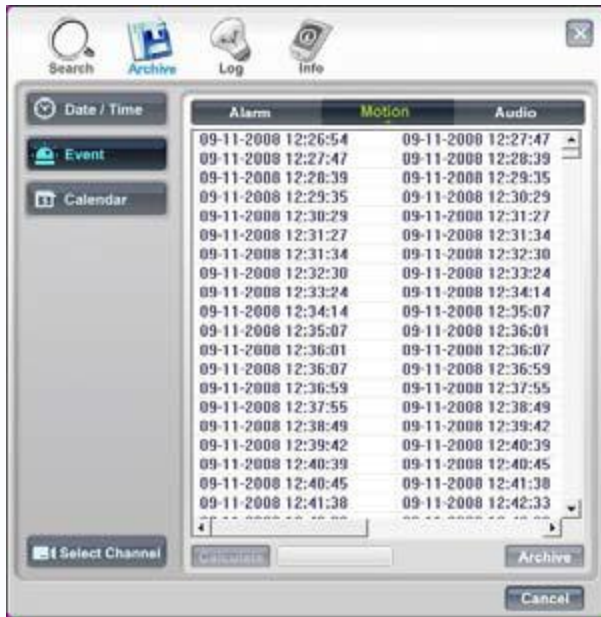 Search Archive Log Info
Date / Time
Event
Calendar
Select Channel
Alarm Motion Audio
09-11-2008 12:26:54 09-11-2008 12:27:47
09-11-2008 12:27:47 09-11-2008 12:28:39
09-11-2008 12:28:39 09-11-2008 12:29:35
09-11-2008 12:29:35 09-11-2008 12:30:29
09-11-2008 12:30:29 09-11-2008 12:31:27
09-11-2008 12:31:27 09-11-2008 12:31:34
09-11-2008 12:31:34 09-11-2008 12:32:30
09-11-2008 12:32:30 09-11-2008 12:33:24
09-11-2008 12:33:24 09-11-2008 12:34:14
09-11-2008 12:34:14 09-11-2008 12:35:07
09-11-2008 12:35:07 09-11-2008 12:36:01
09-11-2008 12:36:01 09-11-2008 12:36:07
09-11-2008 12:36:07 09-11-2008 12:36:59
09-11-2008 12:36:59 09-11-2008 12:37:55
09-11-2008 12:37:55 09-11-2008 12:38:49
09-11-2008 12:38:49 09-11-2008 12:39:42
09-11-2008 12:39:42 09-11-2008 12:40:39
09-11-2008 12:40:39 09-11-2008 12:40:45
09-11-2008 12:40:45 09-11-2008 12:41:38
09-11-2008 12:41:38 09-11-2008 12:42:33
Calculate Archive
Cancel